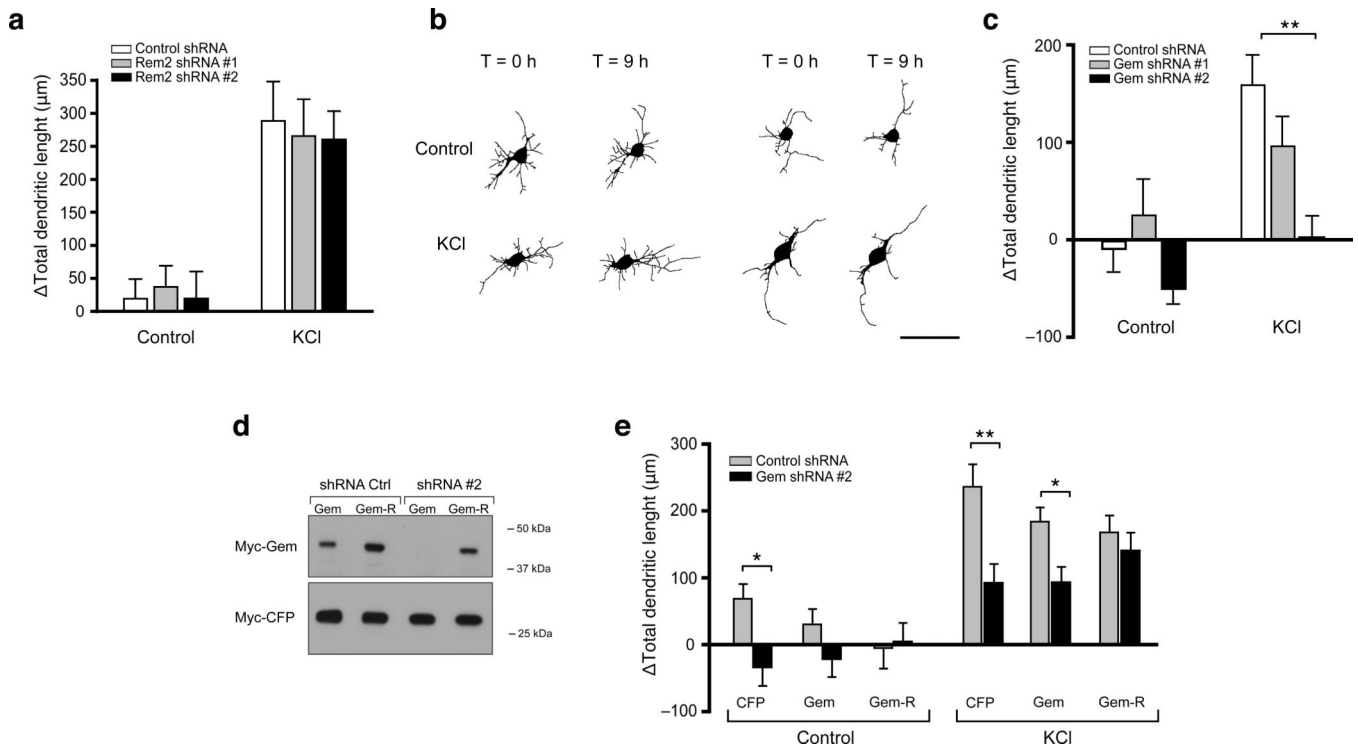 a
Control shRNA
Rem2 shRNA #1
Rem2 shRNA #2
ΔTotal dendritic lenght (μm)
350
300
250
200
150
100
50
0
Control
KCl
b
T = 0 h
T = 9 h
T = 0 h
T = 9 h
Control
KCl
c
Control shRNA
Gem shRNA #1
Gem shRNA #2
**
ΔTotal dendritic lenght (μm)
200
100
0
–100
Control
KCl
d
shRNA Ctrl
shRNA #2
Gem
Gem-R
Gem
Gem-R
Myc-Gem
– 50 kDa
– 37 kDa
Myc-CFP
– 25 kDa
e
Control shRNA
Gem shRNA #2
ΔTotal dendritic lenght (μm)
300
200
100
0
–100
*
**
*
CFP
Gem
Gem-R
CFP
Gem
Gem-R
Control
KCl